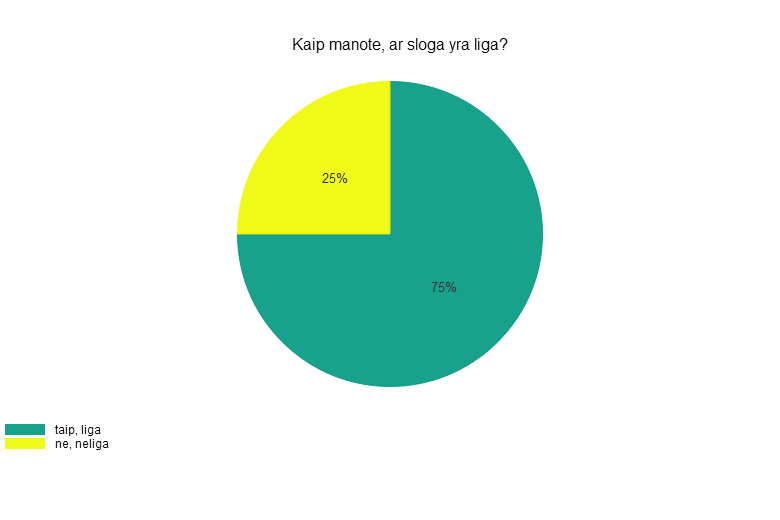 Kaip manote, ar sloga yra liga?
25%
75%
taip, liga
ne, neliga